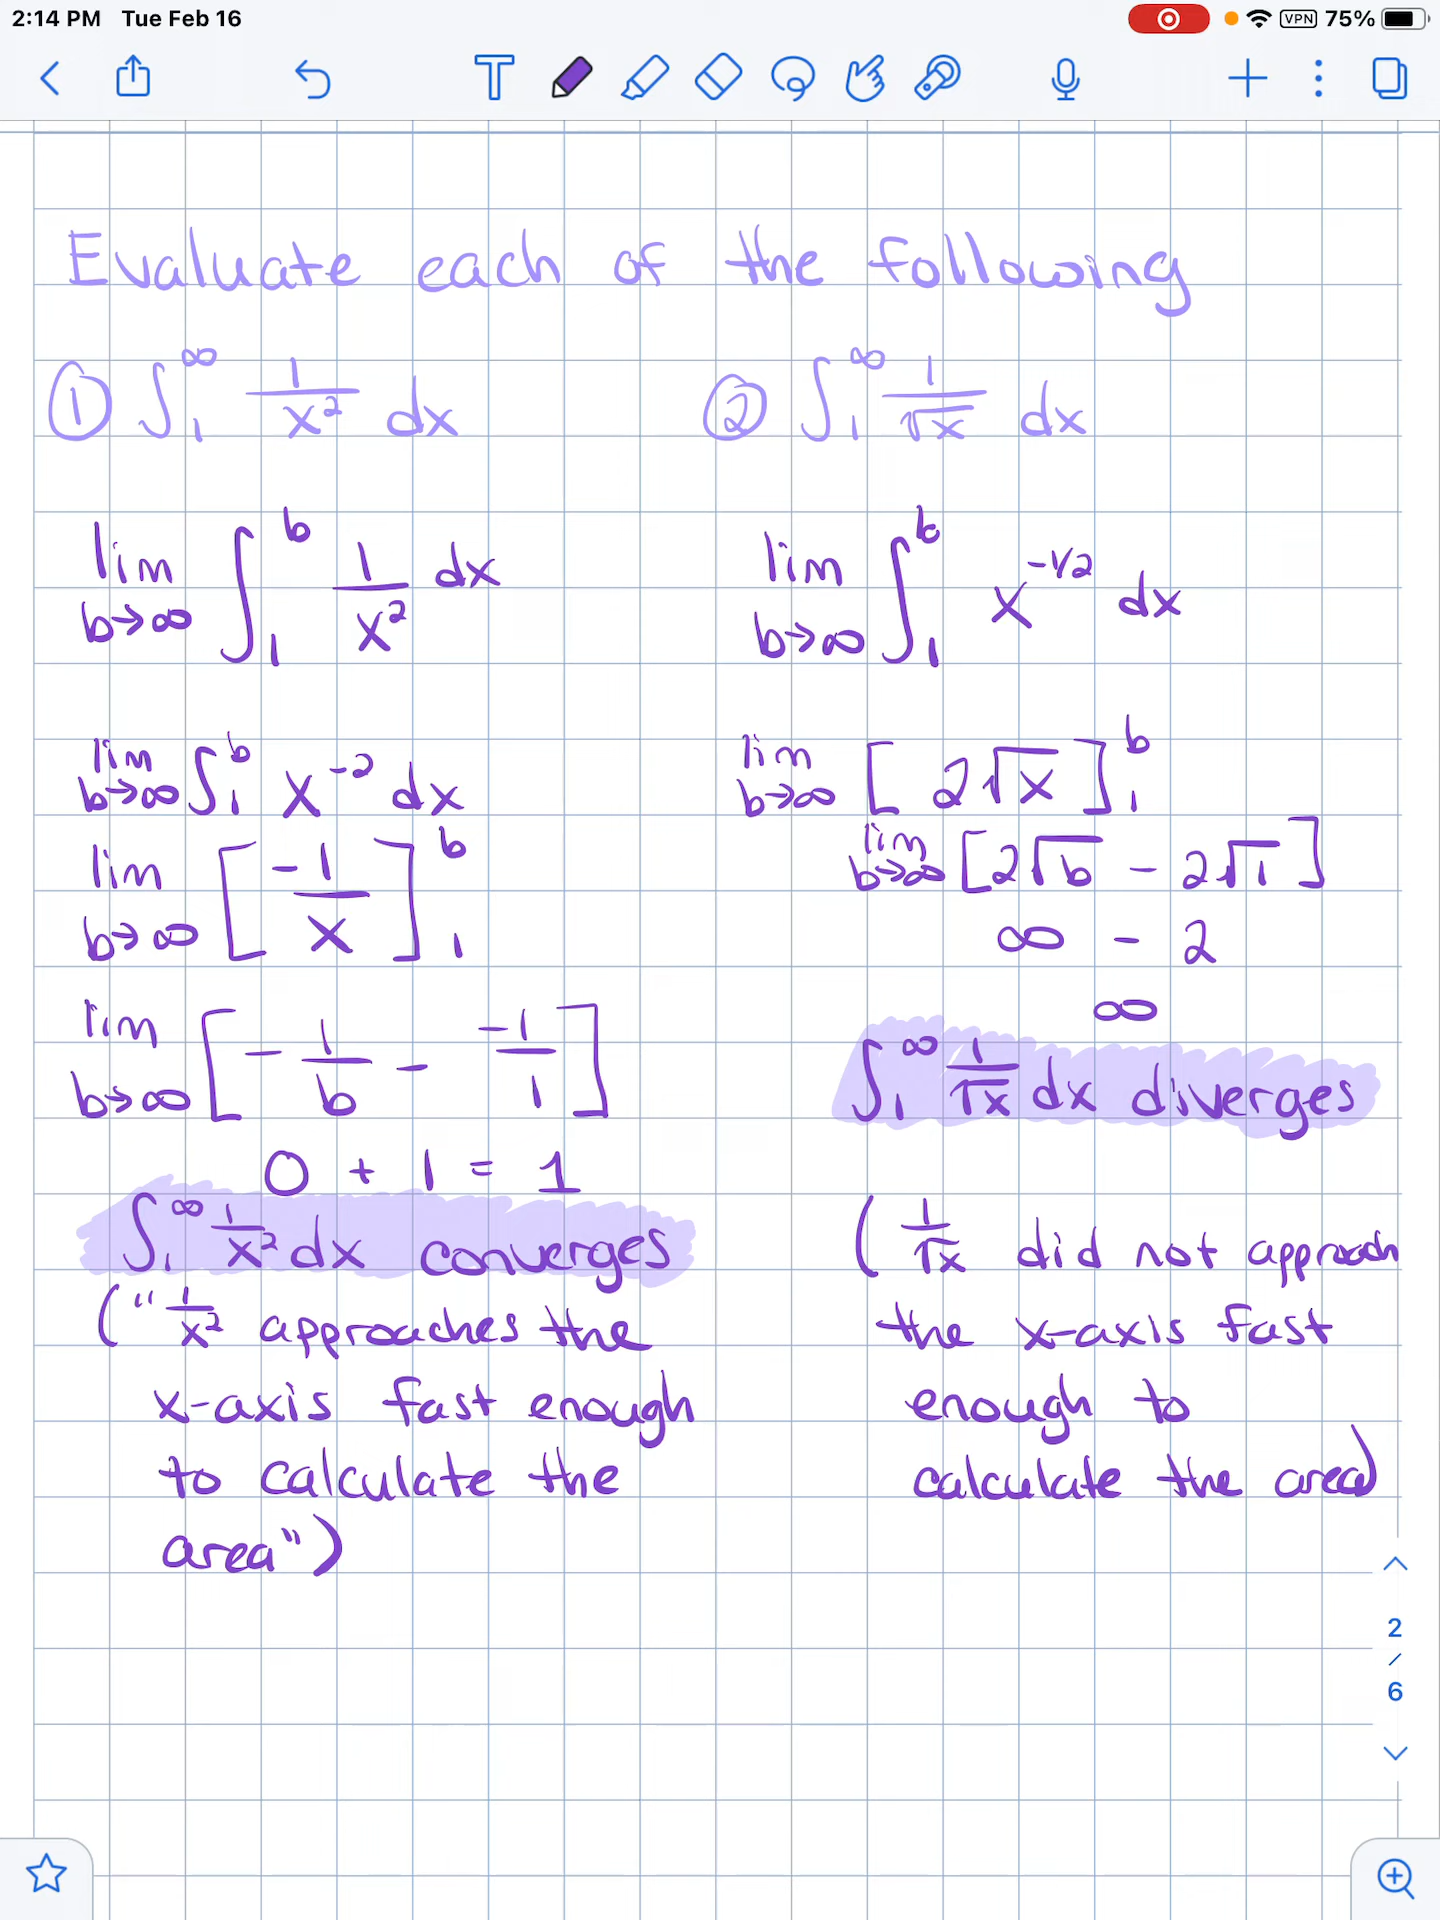 2:14 PM Tue Feb 16
VPN 75%
T
Evaluate each of the following
① ∫₁^∞ 1/x² dx
② ∫₁^∞ 1/√x dx
lim b→∞ ∫₁^b 1/x² dx
lim b→∞ ∫₁^b x^-2 dx
lim b→∞ [-1/x]₁^b
lim b→∞ [-1/b - -1/1]
0 + 1 = 1
∫₁^∞ 1/x² dx converges
("1/x² approaches the
x-axis fast enough
to calculate the
area")
lim b→∞ ∫₁^b x^-1/2 dx
lim b→∞ [2√x]₁^b
lim b→∞ [2√b - 2√1]
∞ - 2
∞
∫₁^∞ 1/√x dx diverges
(1/√x did not approach
the x-axis fast
enough to
calculate the area)
2
/
6